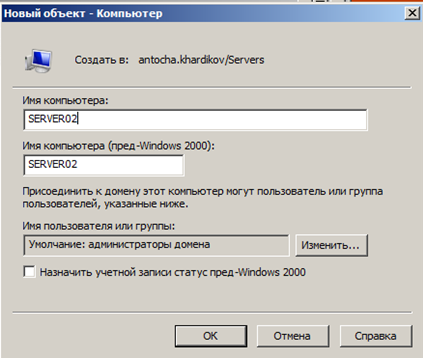 Новый объект - Компьютер
Создать в: antocha.khardikov/Servers
Имя компьютера:
SERVER02
Имя компьютера (пред-Windows 2000):
SERVER02
Присоединить к домену этот компьютер могут пользователь или группа
пользователей, указанные ниже.
Имя пользователя или группы:
Умолчание: администраторы домена
Изменить...
Назначить учетной записи статус пред-Windows 2000
OK
Отмена
Справка